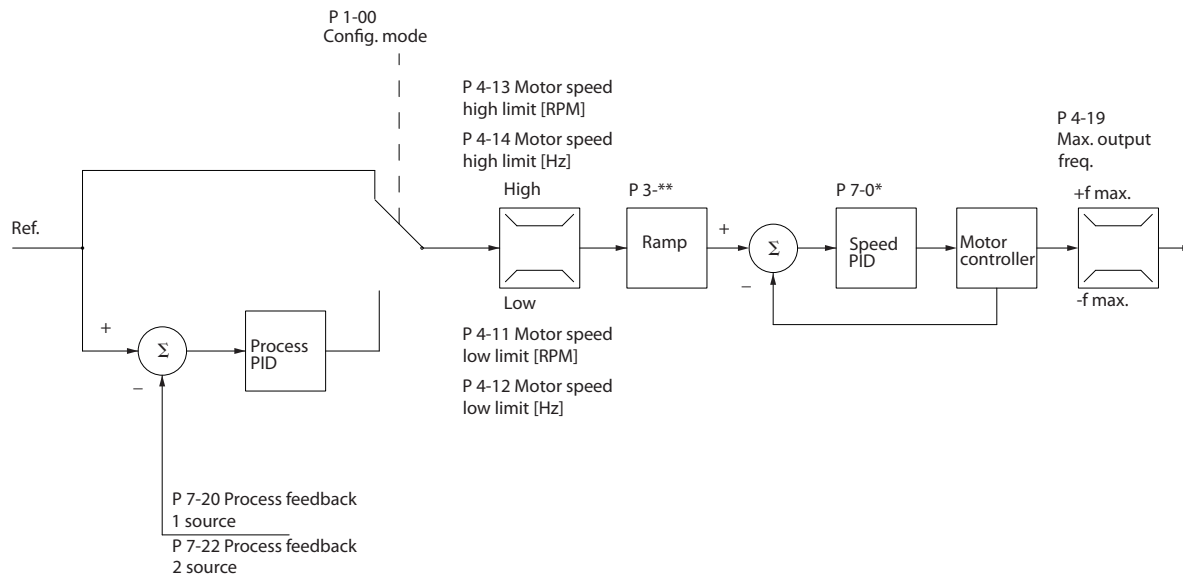 P 1-00
Config. mode
P 4-13 Motor speed
high limit [RPM]
P 4-14 Motor speed
high limit [Hz]
P 4-19
Max. output
freq.
High
P 3-**
P 7-0*
+f max.
Ref.
+
Ramp
Σ
Speed
PID
Motor
controller
−
Low
-f max.
+
Σ
Process
PID
−
P 4-11 Motor speed
low limit [RPM]
P 4-12 Motor speed
low limit [Hz]
P 7-20 Process feedback
1 source
P 7-22 Process feedback
2 source